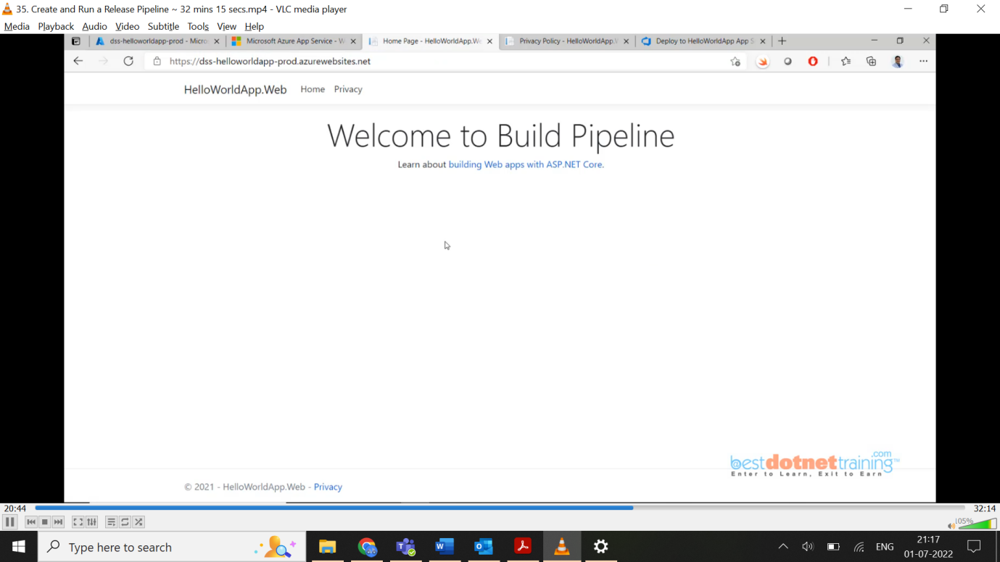 35. Create and Run a Release Pipeline ~ 32 mins 15 secs.mp4 - VLC media player
Media Playback Audio Video Subtitle Tools View Help
dss-helloworldapp-prod - Micro
Microsoft Azure App Service - W
Home Page - HelloWorldApp.We
Privacy Policy - HelloWorldApp.
Deploy to HelloWorldApp App S
https://dss-helloworldapp-prod.azurewebsites.net
HelloWorldApp.Web Home Privacy
Welcome to Build Pipeline
Learn about building Web apps with ASP.NET Core.
@bestdotnettraining.com™
Enter to Learn, Exit to Earn
© 2021 - HelloWorldApp.Web - Privacy
20:44 32:14
105%
Type here to search
ENG
21:17
01-07-2022